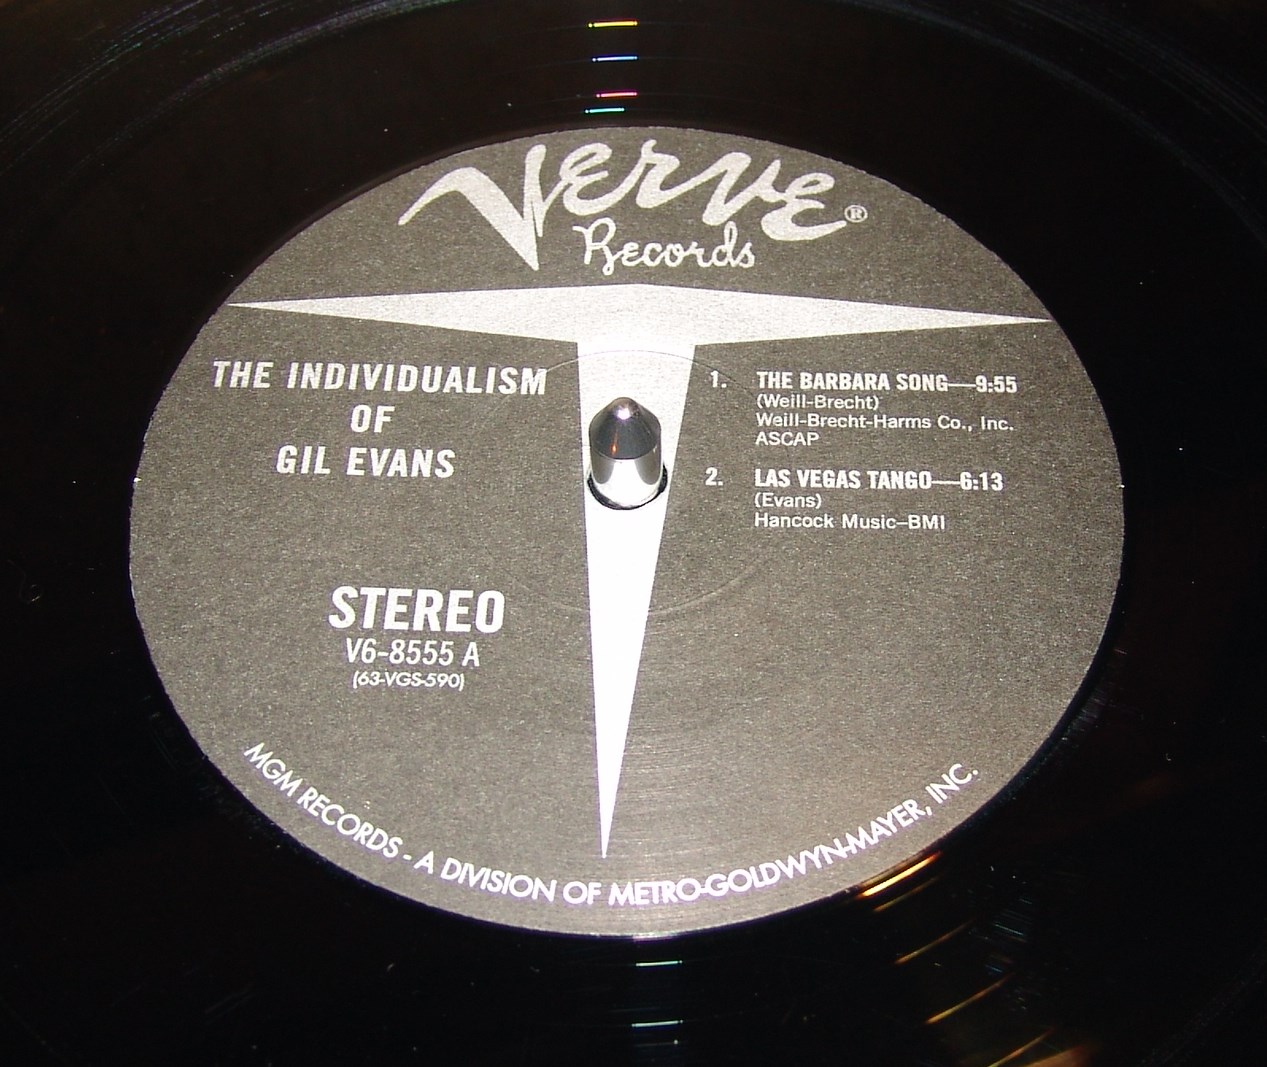 Verve®
Records
THE INDIVIDUALISM
OF
GIL EVANS
STEREO
V6-8555 A
(63-VGS-590)
1. THE BARBARA SONG—9:55
(Weill-Brecht)
Weill-Brecht-Harms Co., Inc.
ASCAP
2. LAS VEGAS TANGO—6:13
(Evans)
Hancock Music—BMI
MGM RECORDS - A DIVISION OF METRO-GOLDWYN-MAYER, INC.